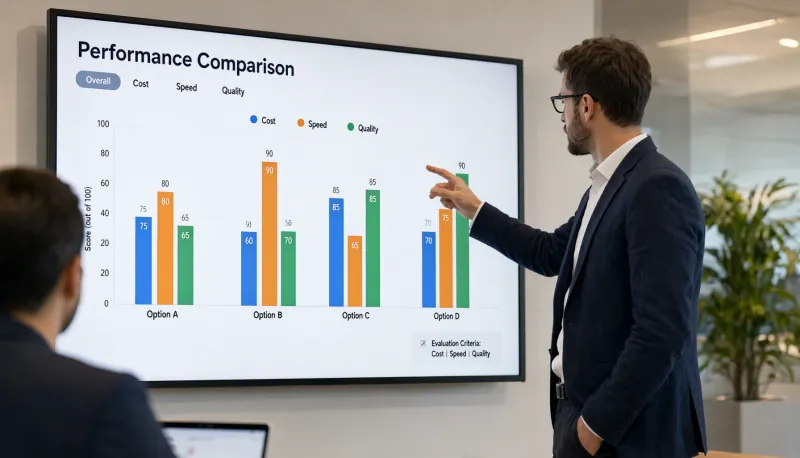 Performance Comparison
Overall Cost Speed Quality
Cost Speed Quality
100
80
60
40
20
20
0
Score (out of 100)
75 80 65
75 80 65
90
60 90 70
85 85
85 65 85
90
70 75
Option A Option B Option C Option D
Evaluation Criteria:
Cost | Speed | Quality